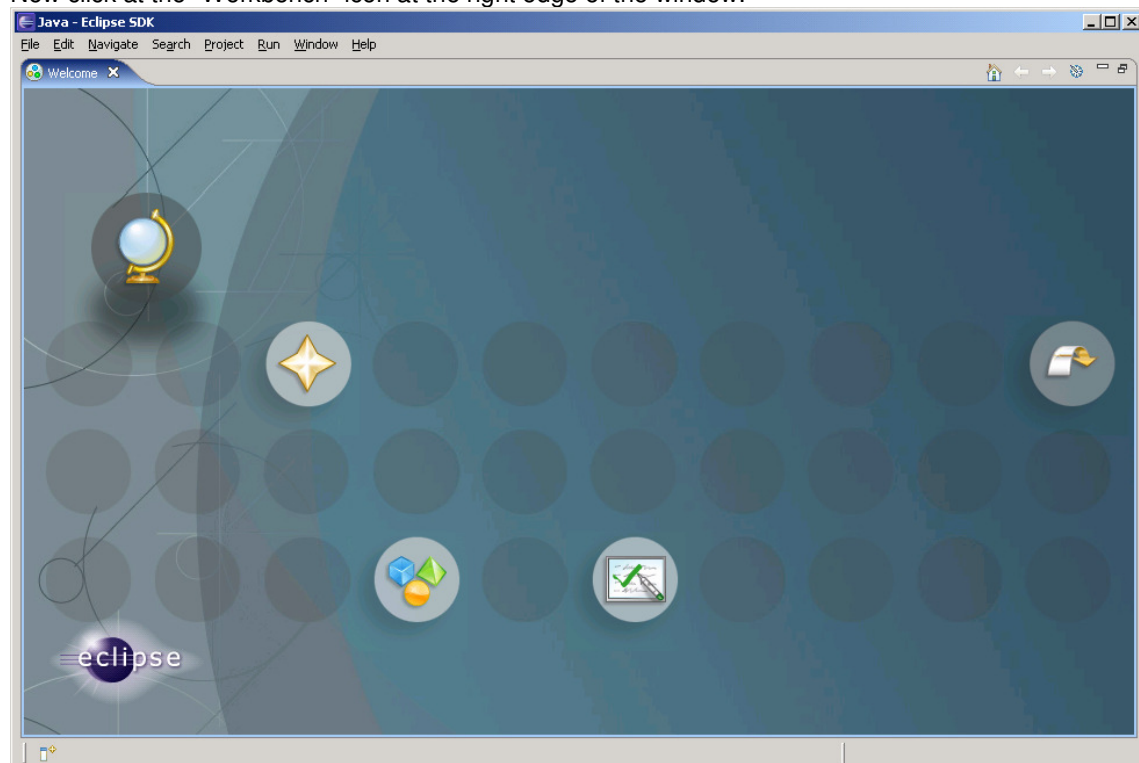 Now click at the "Workbench" icon at the right edge of the window.
Java - Eclipse SDK
File Edit Navigate Search Project Run Window Help
Welcome
eclipse